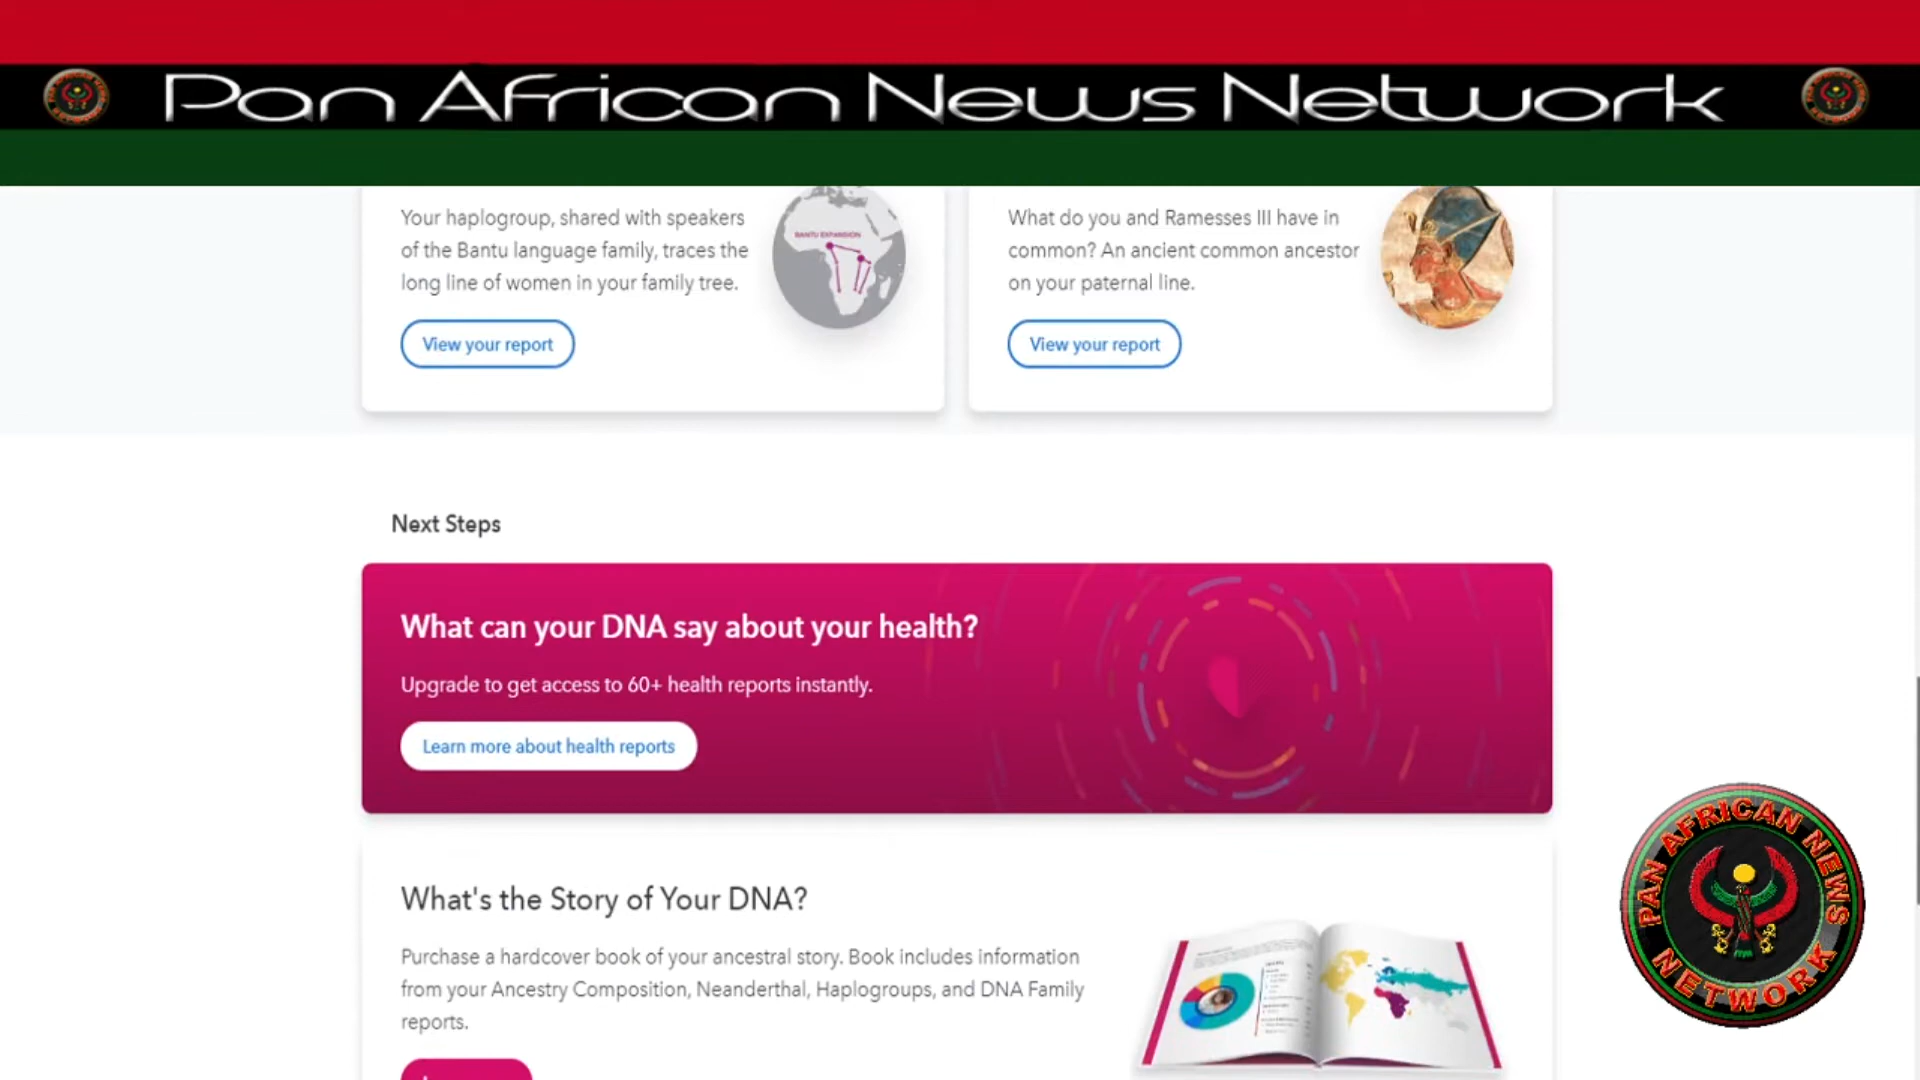 Pan African News Network
Your haplogroup, shared with speakers
of the Bantu language family, traces the
long line of women in your family tree.
BANTU EXPANSION
View your report
What do you and Ramesses III have in
common? An ancient common ancestor
on your paternal line.
View your report
Next Steps
What can your DNA say about your health?
Upgrade to get access to 60+ health reports instantly.
Learn more about health reports
What's the Story of Your DNA?
Purchase a hardcover book of your ancestral story. Book includes information
from your Ancestry Composition, Neanderthal, Haplogroups, and DNA Family
reports.
PAN AFRICAN NEWS
NETWORK